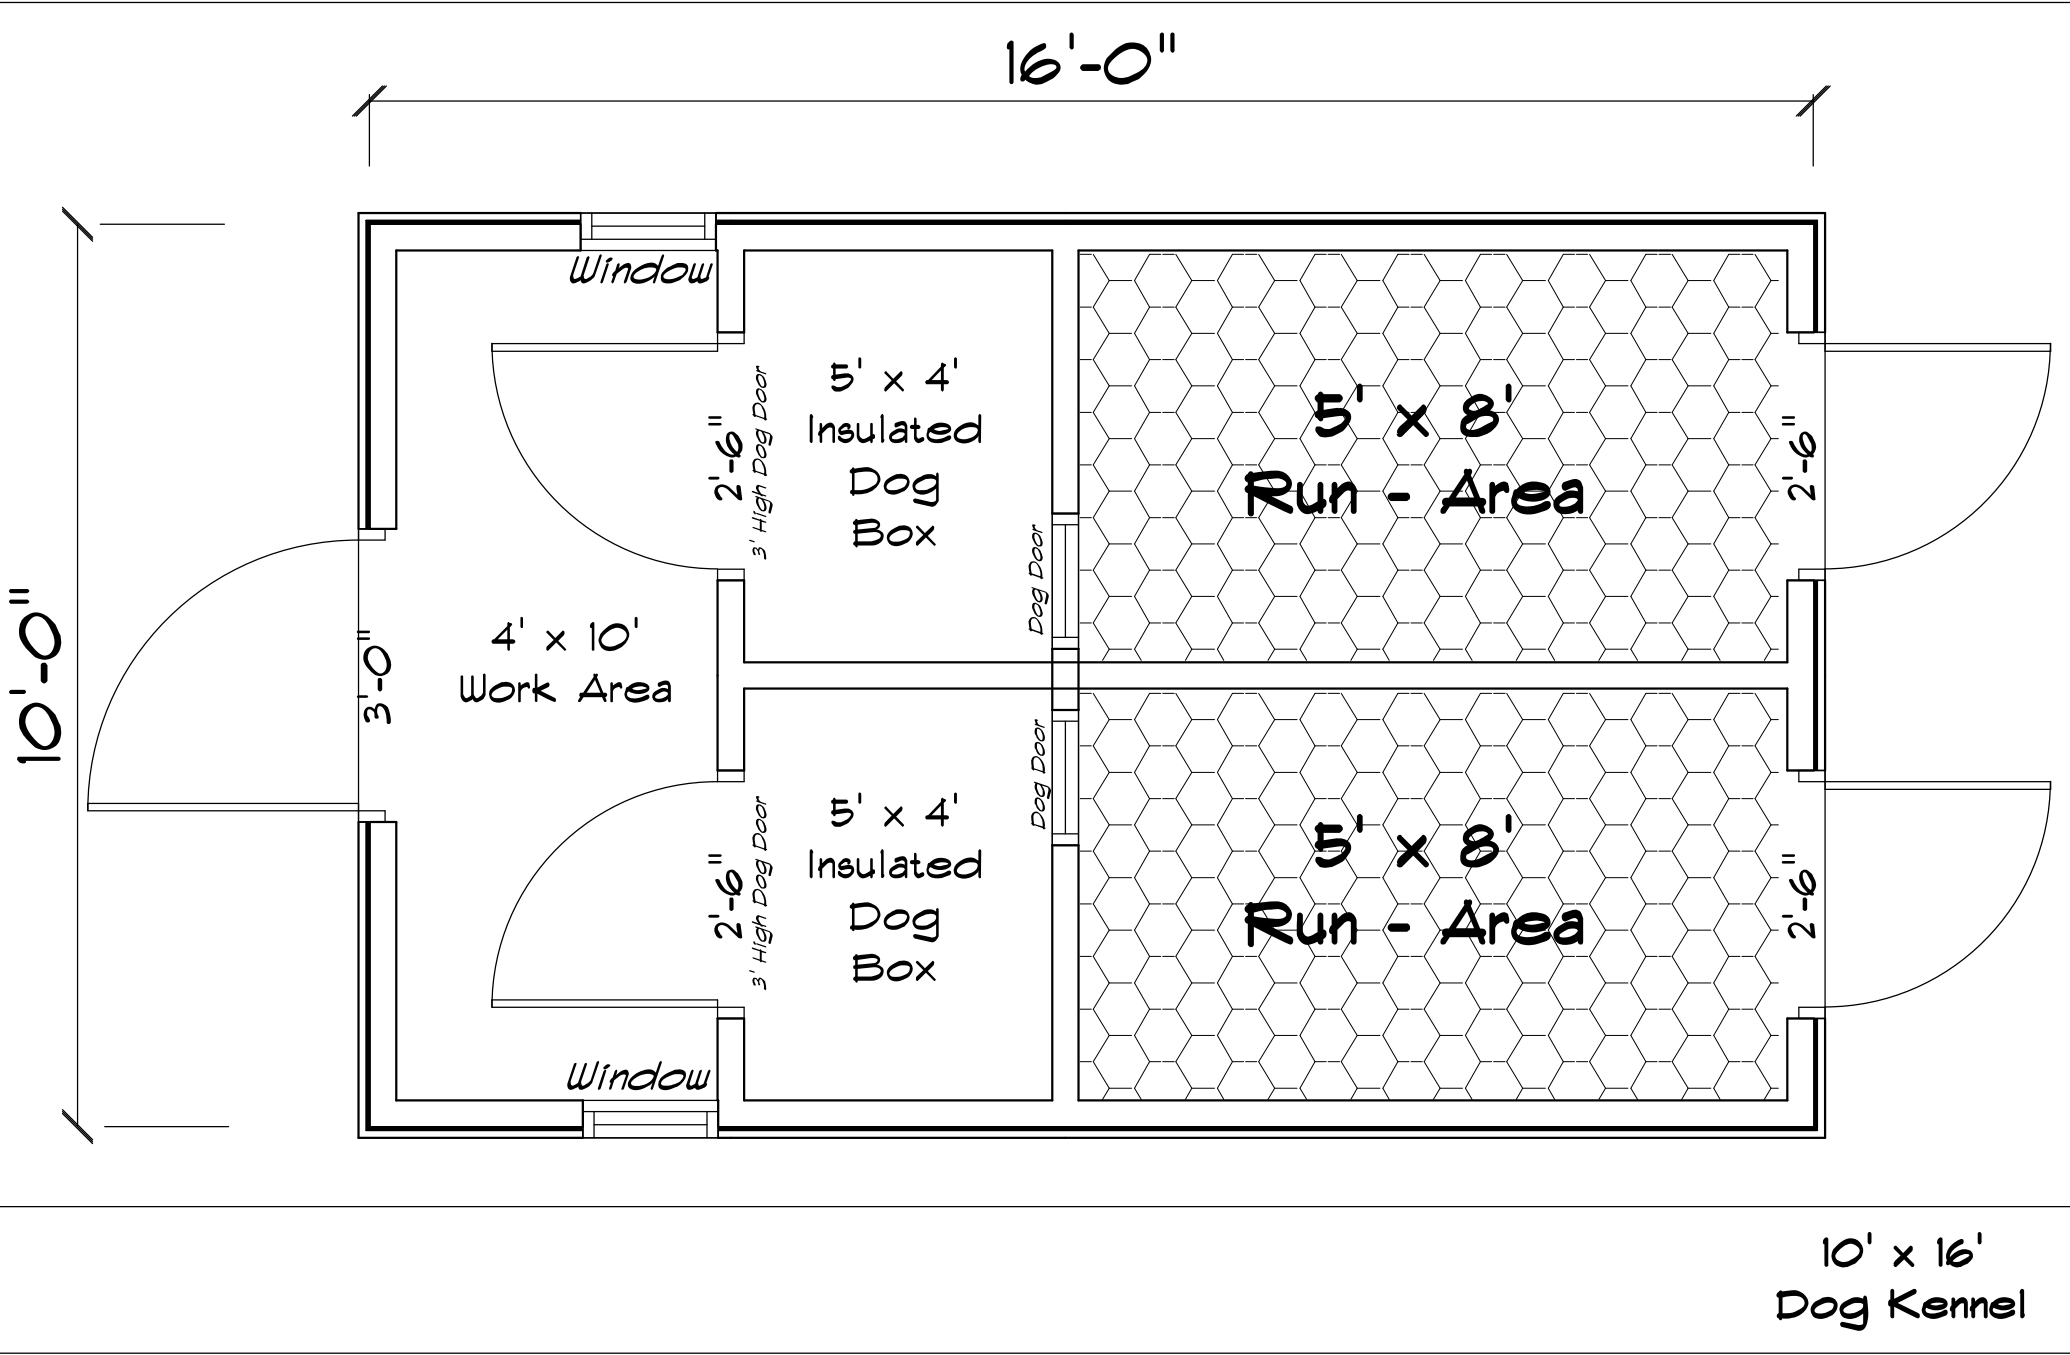 16'-0"
10'-0"
Window
3'-0"
4' x 10'
Work Area
2'-6"
3' High Dog Door
5' x 4'
Insulated
Dog
Box
Dog Door
5' x 8'
Run - Area
2'-6"
2'-6"
3' High Dog Door
5' x 4'
Insulated
Dog
Box
Dog Door
5' x 8'
Run - Area
2'-6"
Window
10' x 16'
Dog Kennel